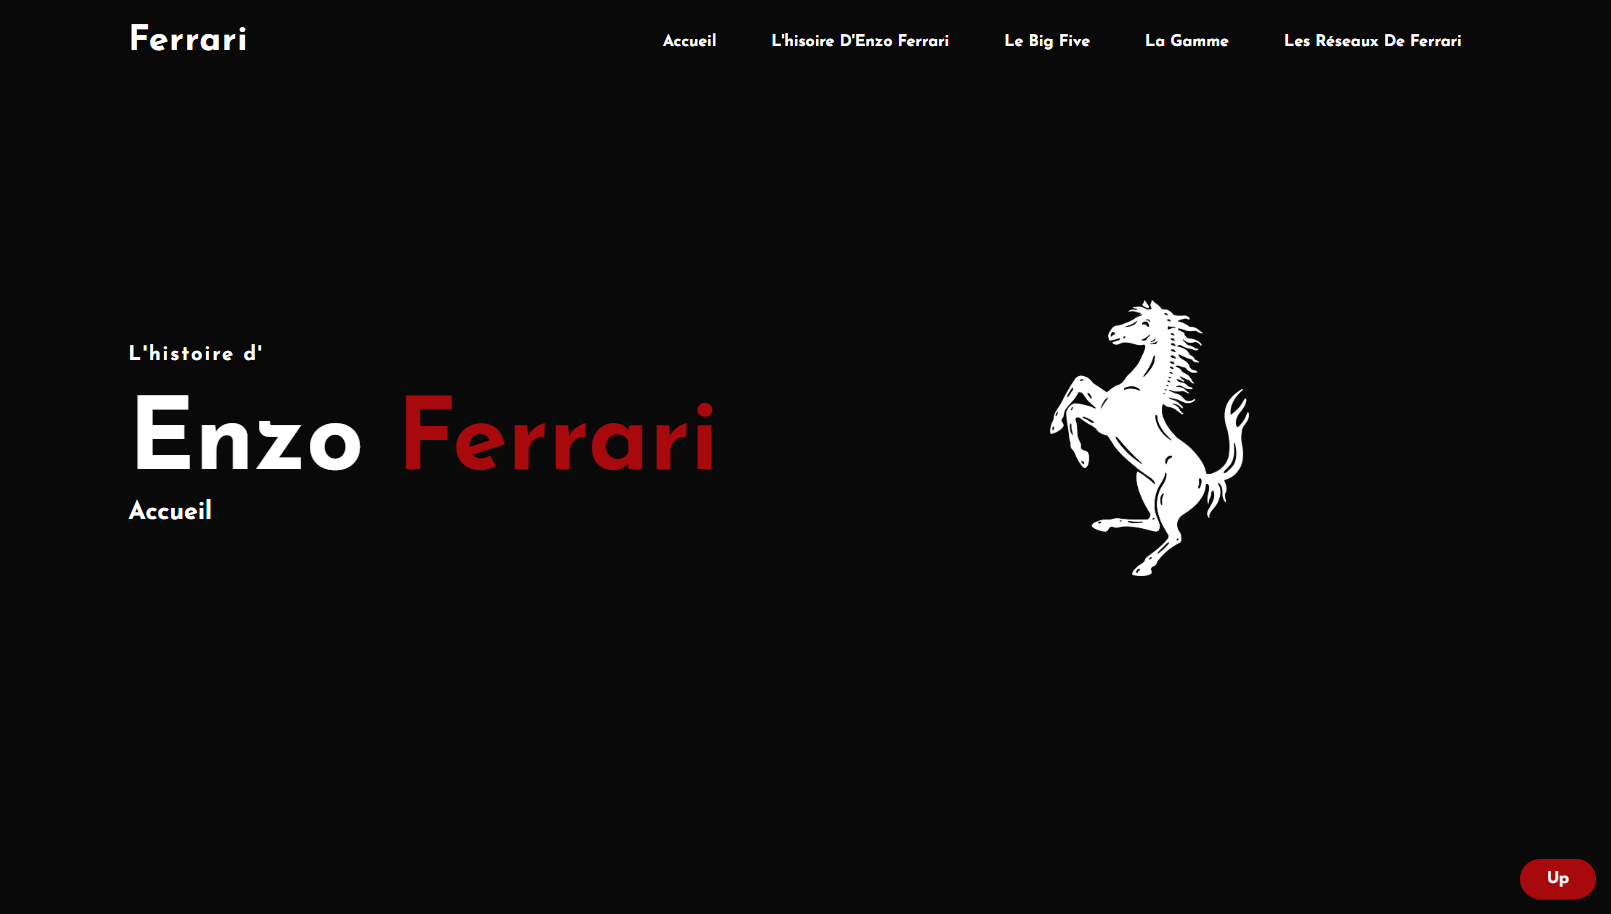 Ferrari
Accueil
L'hisoire D'Enzo Ferrari
Le Big Five
La Gamme
Les Réseaux De Ferrari
L'histoire d'
Enzo Ferrari
Accueil
Up